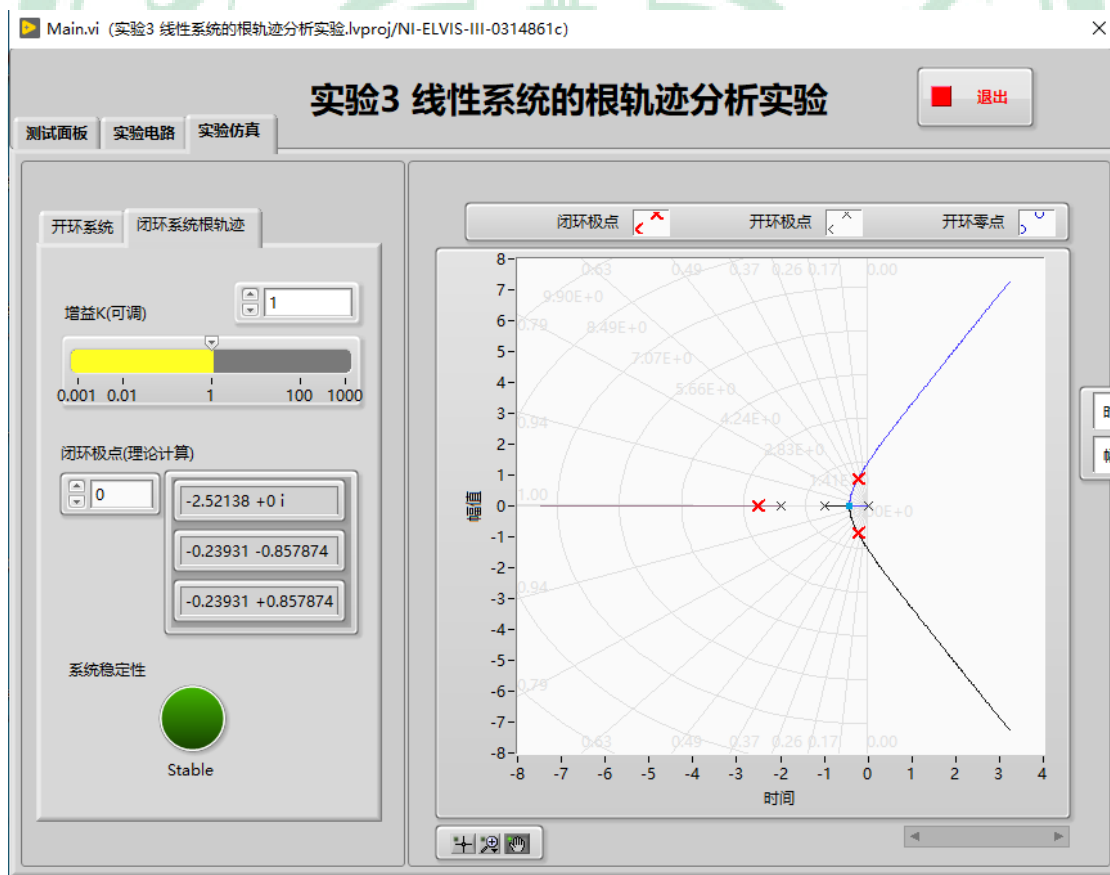 Main.vi (实验3 线性系统的根轨迹分析实验.lvproj/NI-ELVIS-III-0314861c)
实验3 线性系统的根轨迹分析实验
退出
测试面板 实验电路 实验仿真
开环系统 闭环系统根轨迹
增益K(可调) 1
0.001 0.01 1 100 1000
闭环极点(理论计算)
0
-2.52138 +0 i
-0.23931 -0.857874
-0.23931 +0.857874
系统稳定性
Stable
闭环极点 开环极点 开环零点
幅值
8
7
6
5
4
3
2
1
0
-1
-2
-3
-4
-5
-6
-7
-8
0.63 0.49 0.37 0.26 0.17 0.00
9.90E+0
0.79 8.49E+0
7.07E+0
5.66E+0
0.94 4.24E+0
2.83E+0
1.41E
1.00
0.00E+0
0.94
0.79
0.63 0.49 0.37 0.26 0.17 0.00
-8 -7 -6 -5 -4 -3 -2 -1 0 1 2 3 4
时间